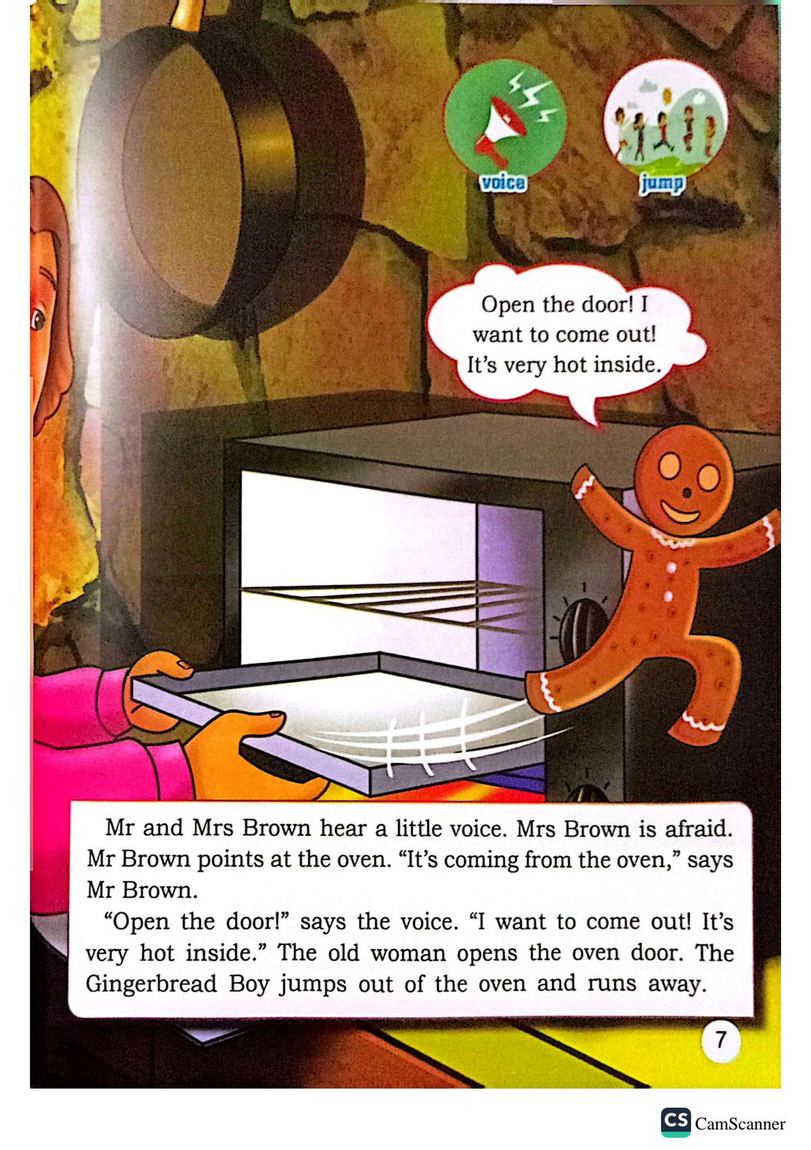 voice
jump
Open the door! I
want to come out!
It's very hot inside.
Mr and Mrs Brown hear a little voice. Mrs Brown is afraid.
Mr Brown points at the oven. “It's coming from the oven,” says
Mr Brown.
“Open the door!” says the voice. “I want to come out! It's
very hot inside.” The old woman opens the oven door. The
Gingerbread Boy jumps out of the oven and runs away.
7
CS CamScanner